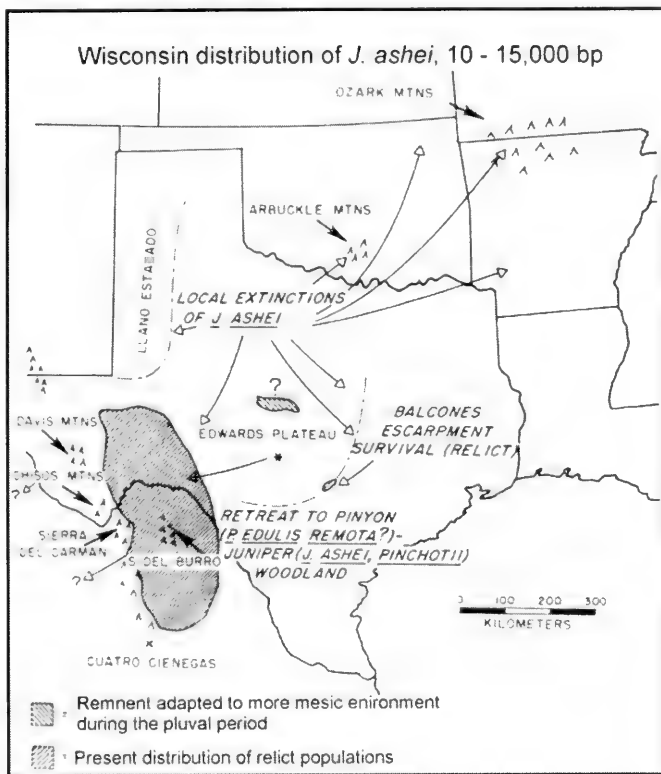 Wisconsin distribution of J. ashei, 10 - 15,000 bp
OZARK MTNS
ARBUCKLE MTNS
LLANO ESTACADO
LOCAL EXTINCTIONS
OF J ASHEI
?
DAVIS MTNS
EDWARDS PLATEAU
*
BALCONES
ESCARPMENT
SURVIVAL (RELICT)
CHISOS MTNS
?
RETREAT TO PINYON
(P. EDULIS REMOTA?)-
JUNIPER (J. ASHEI, PINCHOTII)
WOODLAND
SIERRA
DEL CARMAN
S DEL BURRO
?
0 100 200 300
KILOMETERS
CUATRO CIENEGAS
= Remnent adapted to more mesic enironment
during the pluval period
= Present distribution of relict populations